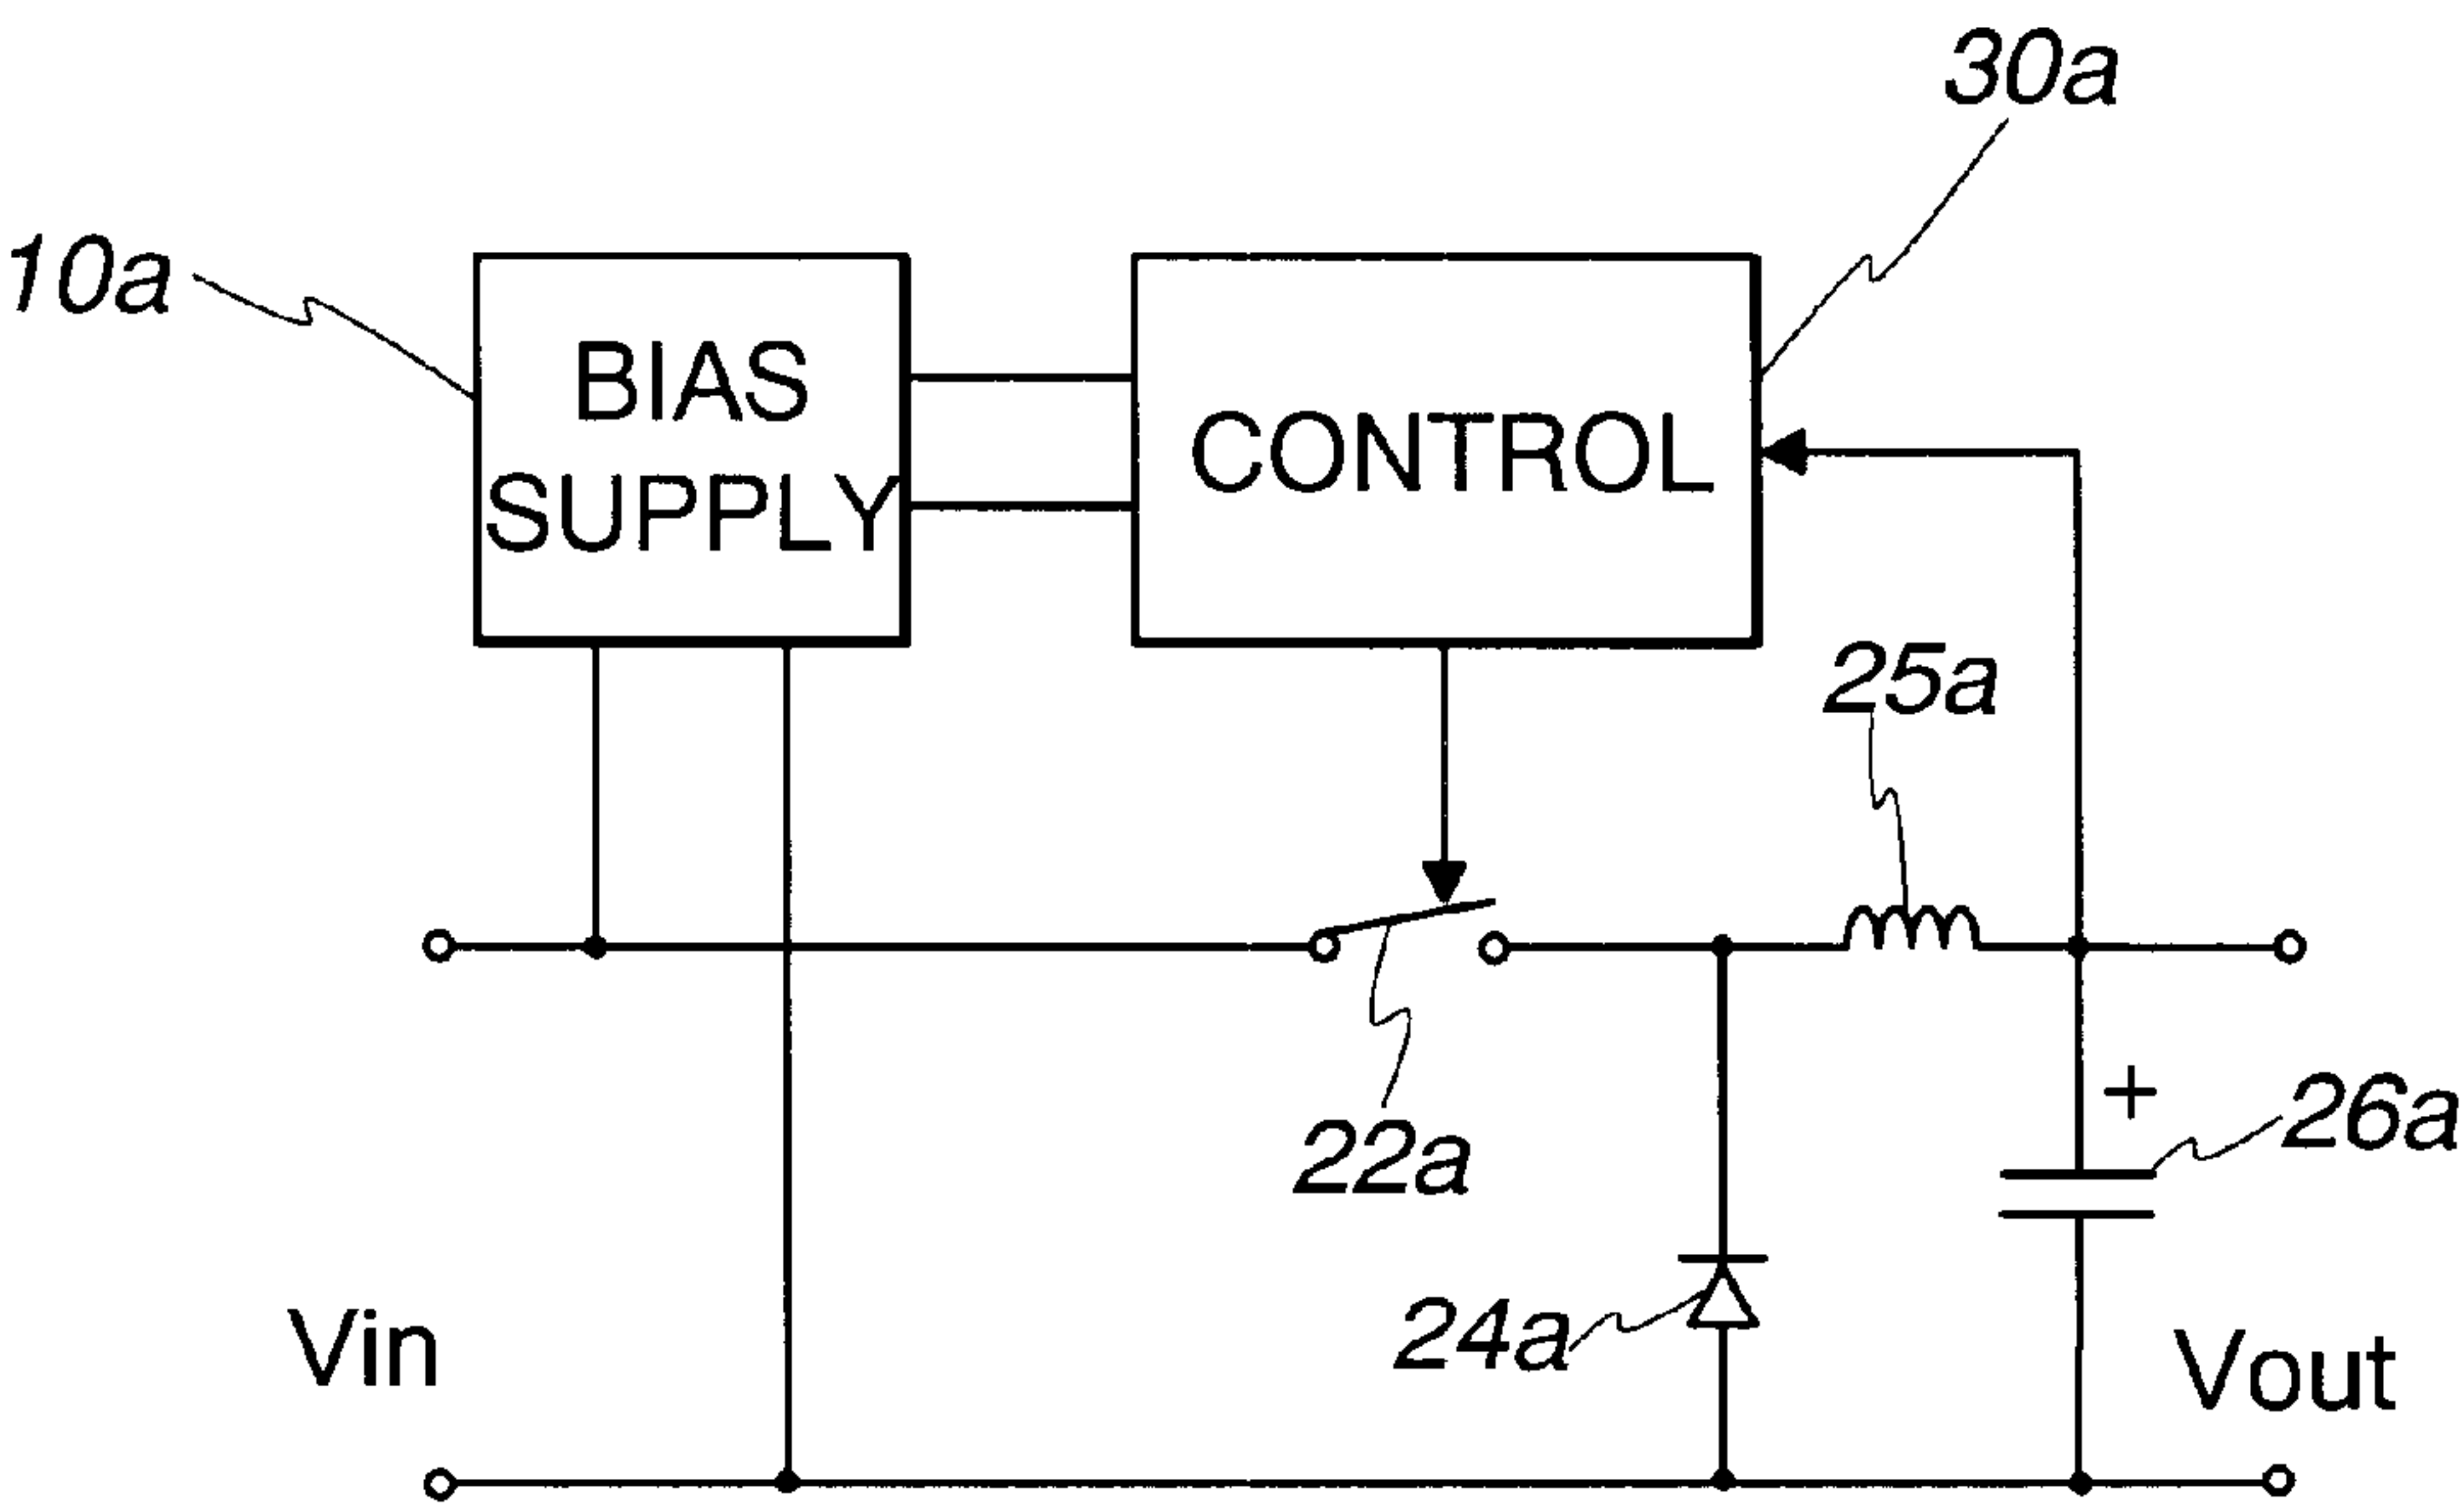 30a
10a
BIAS
SUPPLY
CONTROL
25a
+
26a
22a
24a
Vin
Vout